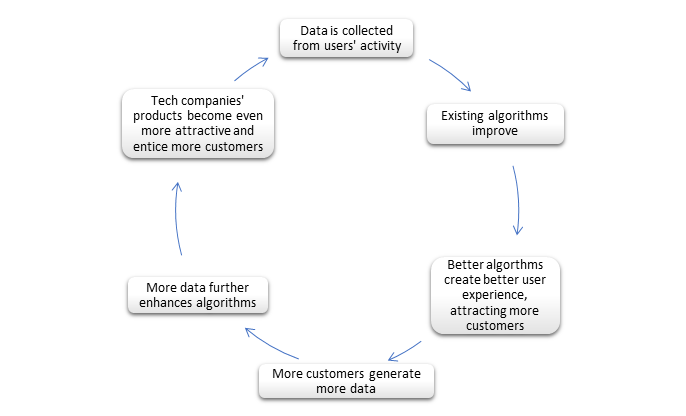 Data is collected
from users' activity
Existing algorithms
improve
Better algorthms
create better user
experience,
attracting more
customers
More customers generate
more data
More data further
enhances algorithms
Tech companies'
products become even
more attractive and
entice more customers